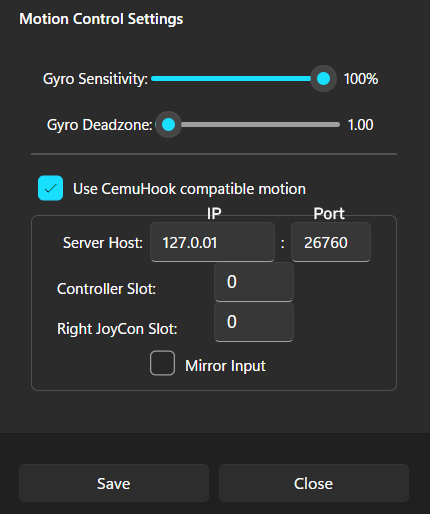 Motion Control Settings
Gyro Sensitivity: 100%
Gyro Deadzone: 1.00
Use CemuHook compatible motion
IP Port
Server Host: 127.0.01 : 26760
Controller Slot: 0
Right JoyCon Slot: 0
Mirror Input
Save Close